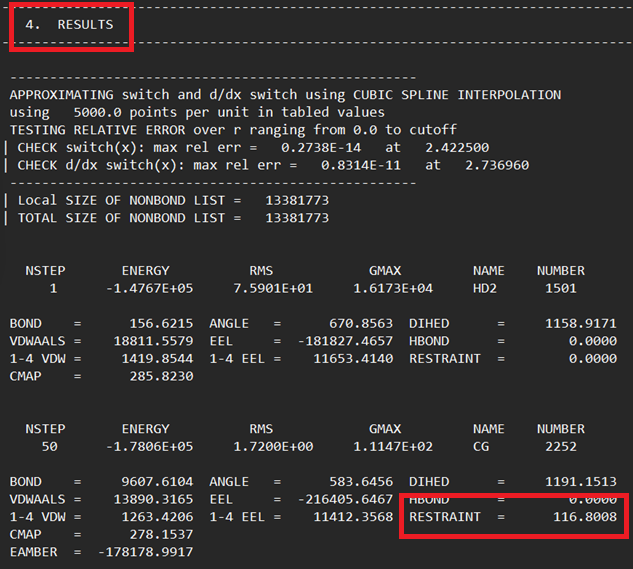 --------------------------------------------------------------------------------
4.  RESULTS
--------------------------------------------------------------------------------
---------------------------------------------------
APPROXIMATING switch and d/dx switch using CUBIC SPLINE INTERPOLATION
using   5000.0 points per unit in tabled values
TESTING RELATIVE ERROR over r ranging from 0.0 to cutoff
| CHECK switch(x): max rel err =   0.2738E-14   at   2.422500
| CHECK d/dx switch(x): max rel err =   0.8314E-11   at   2.736960
---------------------------------------------------
| Local SIZE OF NONBOND LIST =   13381773
| TOTAL SIZE OF NONBOND LIST =   13381773
NSTEP       ENERGY          RMS            GMAX         NAME    NUMBER
1      -1.4767E+05     7.5901E+01     1.6173E+04     HD2      1501
BOND    =      156.6215  ANGLE   =      670.8563  DIHED      =     1158.9171
VDWAALS =    18811.5579  EEL     =  -181827.4657  HBOND      =        0.0000
1-4 VDW =     1419.8544  1-4 EEL =    11653.4140  RESTRAINT  =        0.0000
CMAP    =      285.8230
NSTEP       ENERGY          RMS            GMAX         NAME    NUMBER
50      -1.7806E+05     1.7200E+00     1.1147E+02     CG       2252
BOND    =     9607.6104  ANGLE   =      583.6456  DIHED      =     1191.1513
VDWAALS =    13890.3165  EEL     =  -216405.6467  HBOND      =        0.0000
1-4 VDW =     1263.4206  1-4 EEL =    11412.3568  RESTRAINT  =      116.8008
CMAP    =      278.1537
EAMBER  =  -178178.9917